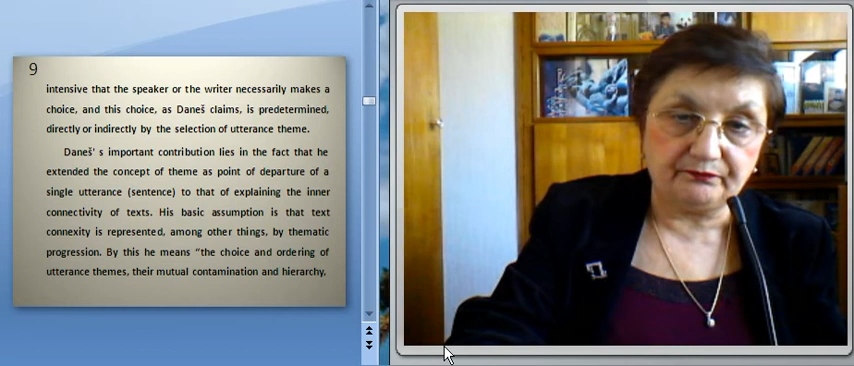 9
intensive that the speaker or the writer necessarily makes a
choice, and this choice, as Daneš claims, is predetermined,
directly or indirectly by the selection of utterance theme.
Daneš' s important contribution lies in the fact that he
extended the concept of theme as point of departure of a
single utterance (sentence) to that of explaining the inner
connectivity of texts. His basic assumption is that text
connexity is represented, among other things, by thematic
progression. By this he means “the choice and ordering of
utterance themes, their mutual contamination and hierarchy,